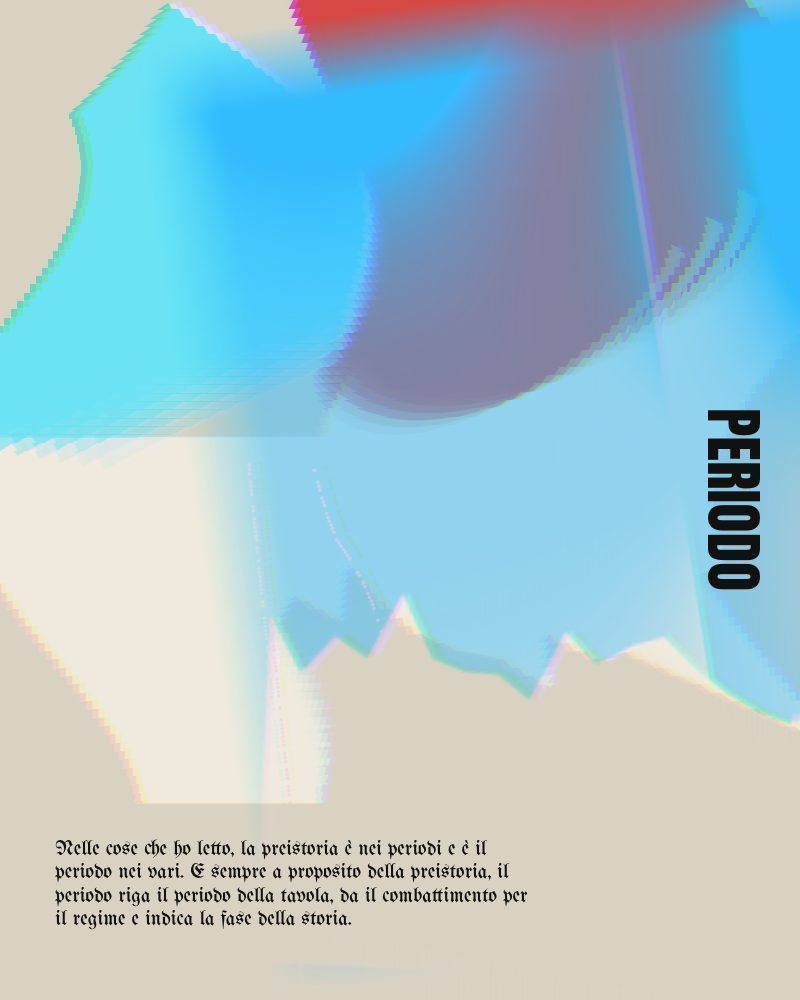 PERIODO
Nelle cose che ho letto, la preistoria è nei periodi e è il
periodo nei vari. E sempre a proposito della preistoria, il
periodo riga il periodo della tavola, da il combattimento per
il regime e indica la fase della storia.